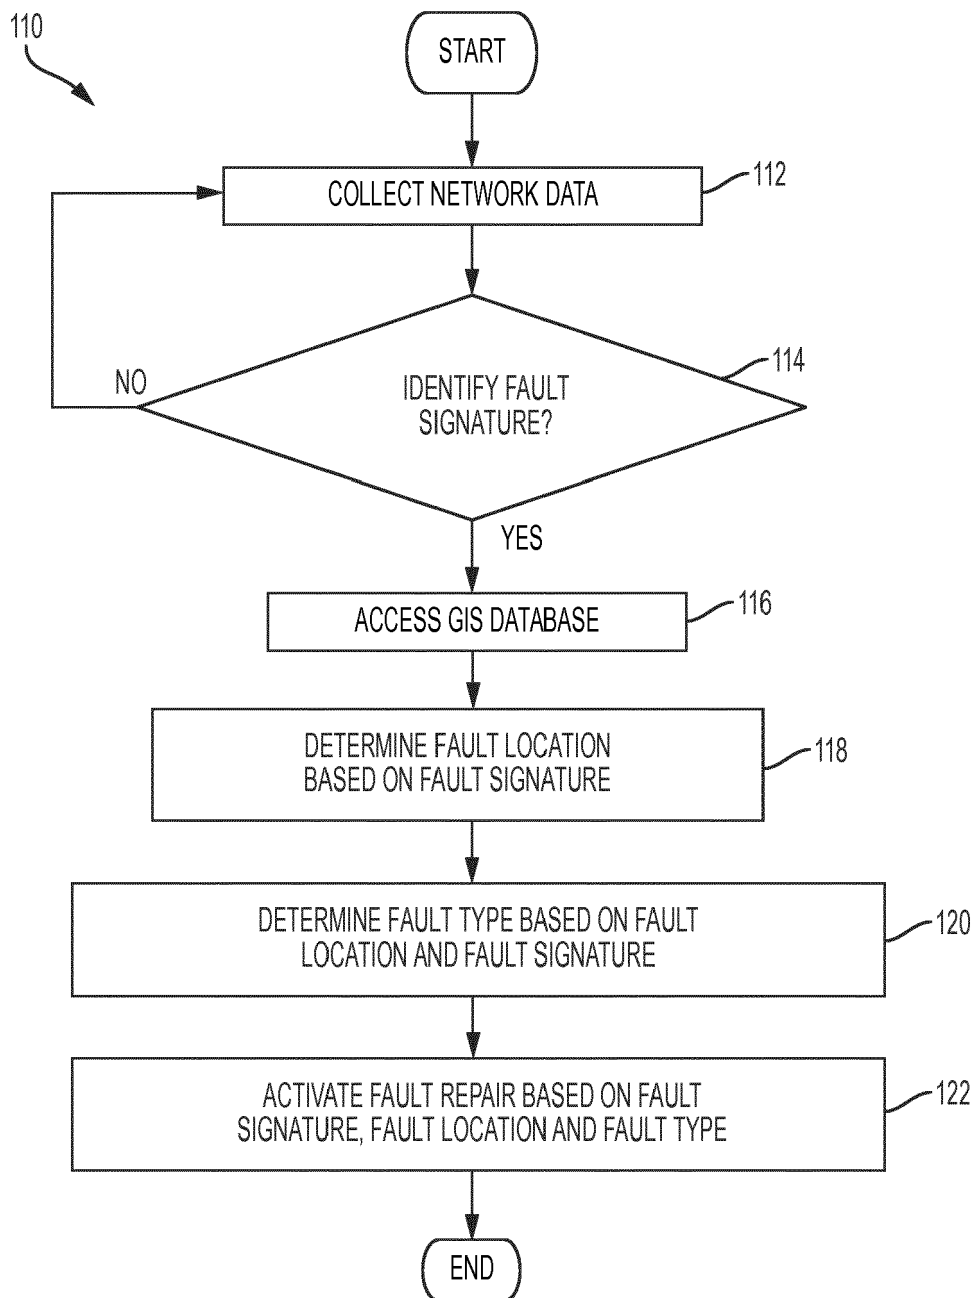 110
START
COLLECT NETWORK DATA
112
IDENTIFY FAULT
SIGNATURE?
114
NO
YES
ACCESS GIS DATABASE
116
DETERMINE FAULT LOCATION
BASED ON FAULT SIGNATURE
118
DETERMINE FAULT TYPE BASED ON FAULT
LOCATION AND FAULT SIGNATURE
120
ACTIVATE FAULT REPAIR BASED ON FAULT
SIGNATURE, FAULT LOCATION AND FAULT TYPE
122
END